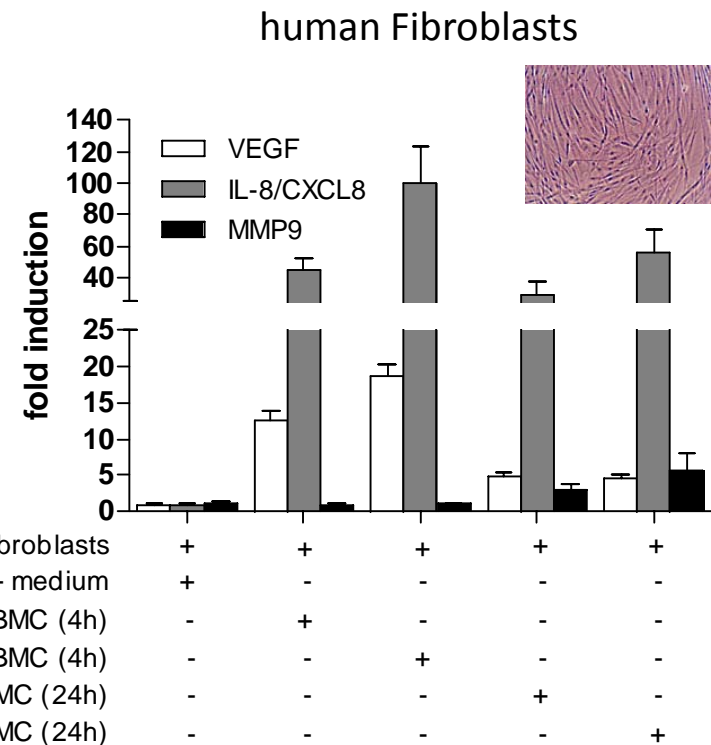 human Fibroblasts
140
120
100
80
60
40
25
20
15
10
5
0
fold induction
VEGF
IL-8/CXCL8
MMP9
broblasts + + + + +
- medium + - - - -
BMC (4h) - + - - -
BMC (4h) - - + - -
MC (24h) - - - + -
MC (24h) - - - - +